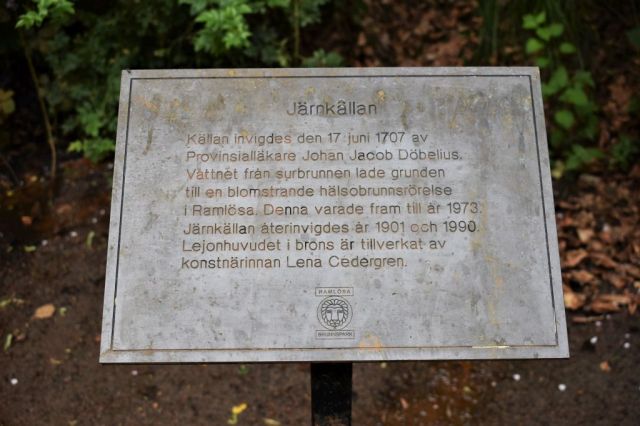 Järnkällan
Källan invigdes den 17 juni 1707 av
Provinsialläkare Johan Jacob Döbelius.
Vattnet från surbrunnen lade grunden
till en blomstrande hälsobrunnsrörelse
i Ramlösa. Denna varade fram till år 1973.
Järnkällan återinvigdes år 1901 och 1990.
Lejonhuvudet i brons är tillverkat av
konstnärinnan Lena Cedergren.
RAMLÖSA
BRUNNSPARK